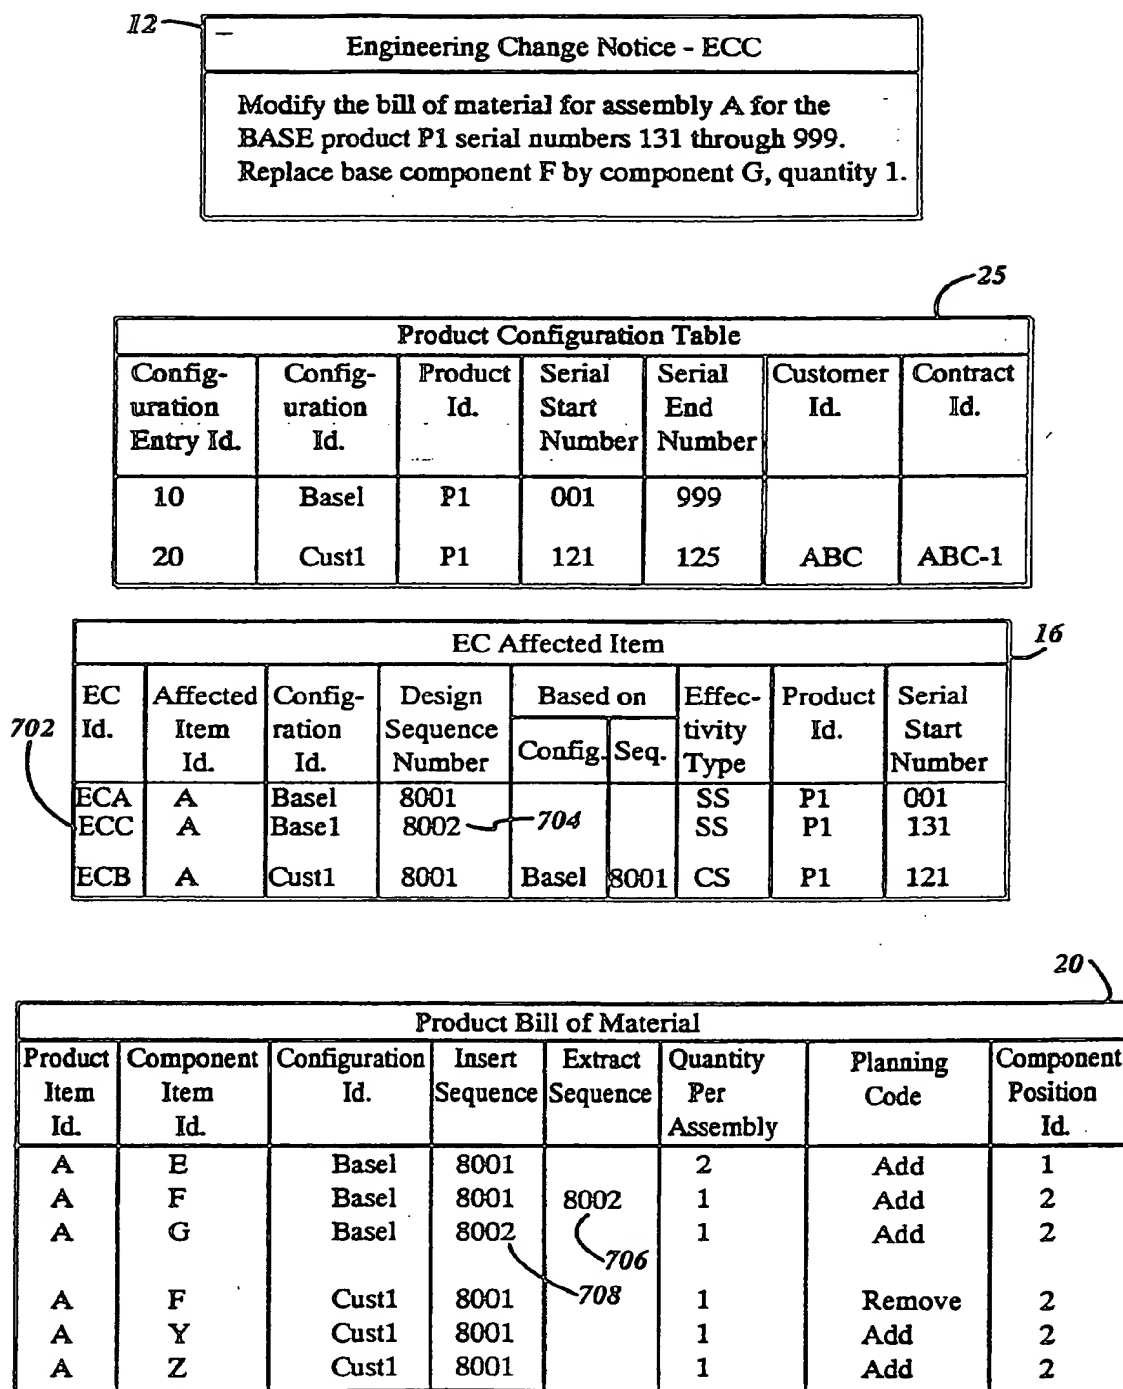 12
Engineering Change Notice - ECC
Modify the bill of material for assembly A for the
BASE product P1 serial numbers 131 through 999.
Replace base component F by component G, quantity 1.
25
Product Configuration Table
Config- Config- Product Serial Serial Customer Contract
uration uration Id. Start End Id. Id.
Entry Id. Id. Number Number
10 Base1 P1 001 999
20 Cust1 P1 121 125 ABC ABC-1
16
EC Affected Item
EC Affected Config- Design Based on Effec- Product Serial
702 Id. Item ration Sequence tivity Id. Start
Id. Id. Number Config. Seq. Type Number
ECA A Base1 8001 SS P1 001
ECC A Base1 8002 704 SS P1 131
ECB A Cust1 8001 Base1 8001 CS P1 121
20
Product Bill of Material
Product Component Configuration Insert Extract Quantity Planning Component
Item Item Id. Sequence Sequence Per Code Position
Id. Id. Assembly Id.
A E Base1 8001 2 Add 1
A F Base1 8001 8002 1 Add 2
A G Base1 8002 1 Add 2
706
A F Cust1 8001 708 1 Remove 2
A Y Cust1 8001 1 Add 2
A Z Cust1 8001 1 Add 2